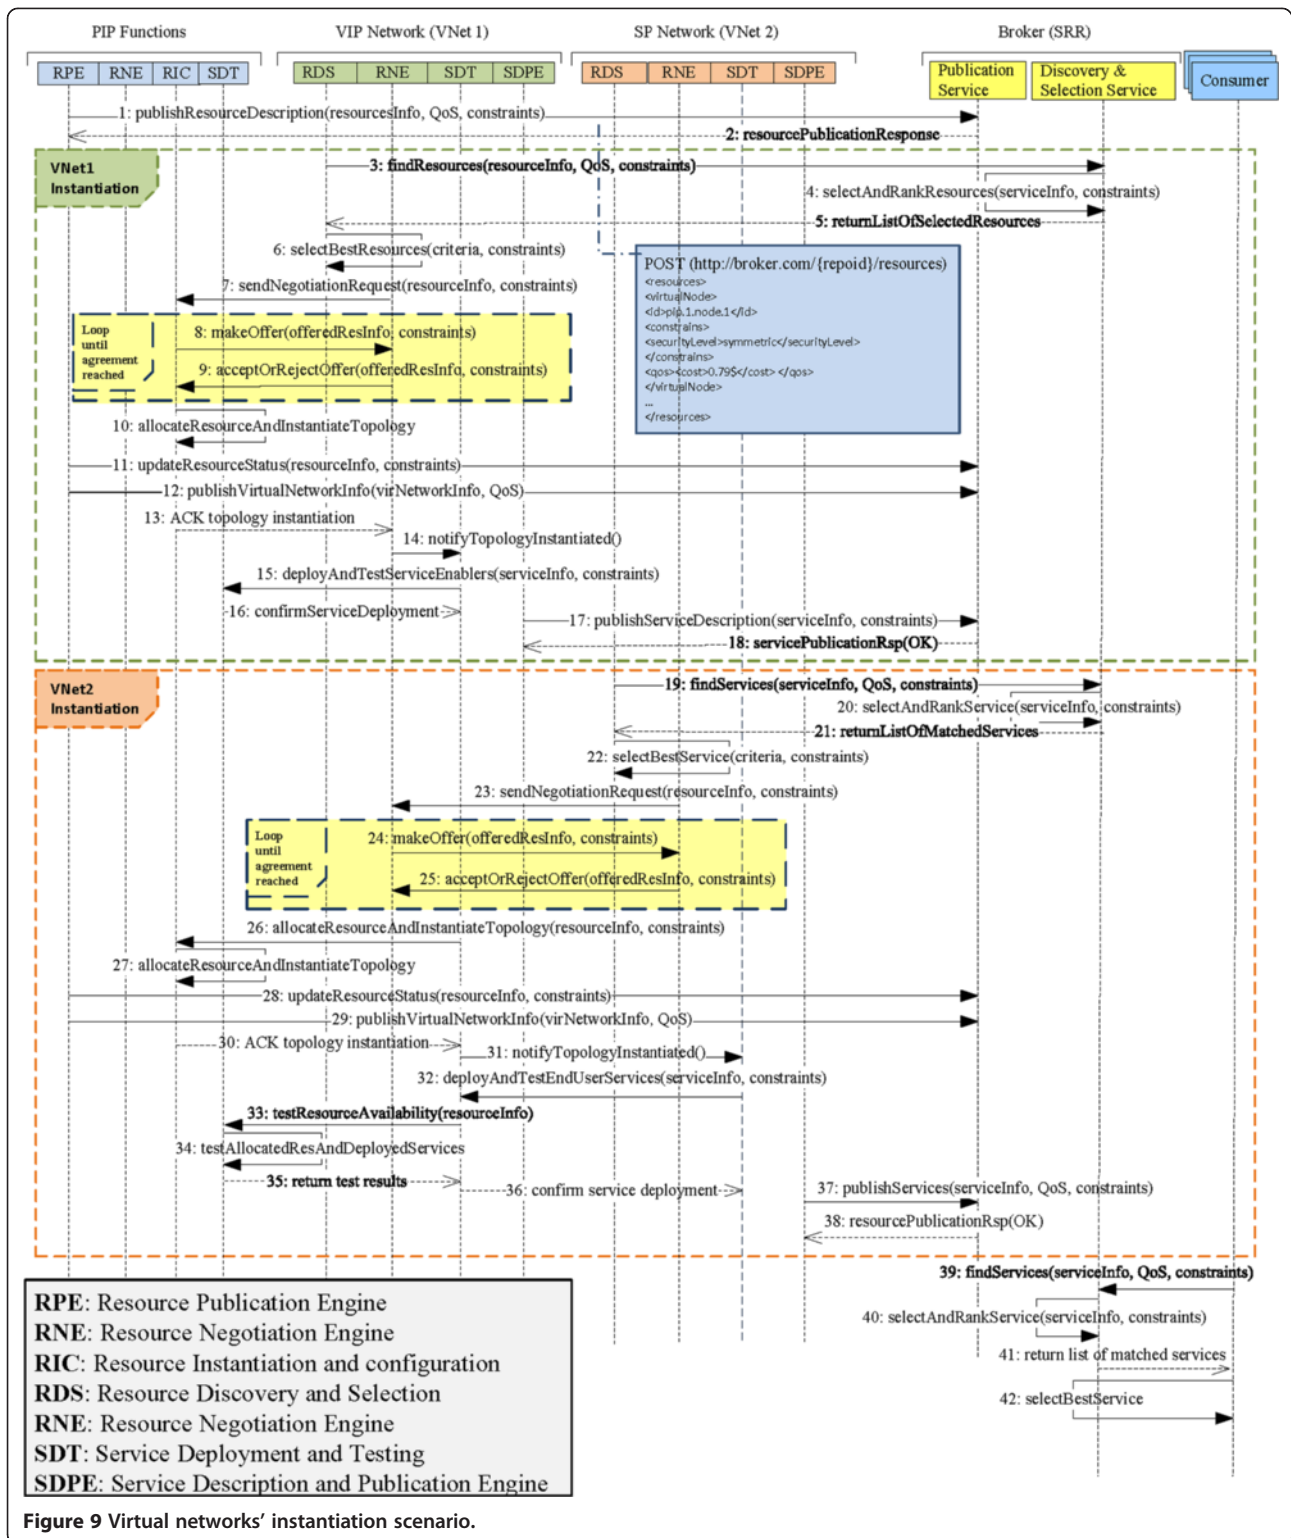 PIP Functions
VIP Network (VNet 1)
SP Network (VNet 2)
Broker (SRR)
RPE
RNE
RIC
SDT
RDS
RNE
SDT
SDPE
RDS
RNE
SDT
SDPE
Publication
Service
Discovery &
Selection Service
Consumer
1: publishResourceDescription(resourcesInfo, QoS, constraints)
2: resourcePublicationResponse
VNet1
Instantiation
3: findResources(resourceInfo, QoS, constraints)
4: selectAndRankResources(serviceInfo, constraints)
5: returnListOfSelectedResources
6: selectBestResources(criteria, constraints)
7: sendNegotiationRequest(resourceInfo, constraints)
POST (http://broker.com/{repoid}/resources)
<resources>
<virtualNode>
<id>pip.1.node.1</id>
<constrains>
<securityLevel>symmetric</securityLevel>
</constrains>
<qos><cost>0.79$</cost> </qos>
</virtualNode>
...
</resources>
Loop
until
agreement
reached
8: makeOffer(offeredResInfo, constraints)
9: acceptOrRejectOffer(offeredResInfo, constraints)
10: allocateResourceAndInstantiateTopology
11: updateResourceStatus(resourceInfo, constraints)
12: publishVirtualNetworkInfo(virNetworkInfo, QoS)
13: ACK topology instantiation
14: notifyTopologyInstantiated()
15: deployAndTestServiceEnablers(serviceInfo, constraints)
16: confirmServiceDeployment
17: publishServiceDescription(serviceInfo, constraints)
18: servicePublicationRsp(OK)
VNet2
Instantiation
19: findServices(serviceInfo, QoS, constraints)
20: selectAndRankService(serviceInfo, constraints)
21: returnListOfMatchedServices
22: selectBestService(criteria, constraints)
23: sendNegotiationRequest(resourceInfo, constraints)
Loop
until
agreement
reached
24: makeOffer(offeredResInfo, constraints)
25: acceptOrRejectOffer(offeredResInfo, constraints)
26: allocateResourceAndInstantiateTopology(resourceInfo, constraints)
27: allocateResourceAndInstantiateTopology
28: updateResourceStatus(resourceInfo, constraints)
29: publishVirtualNetworkInfo(virNetworkInfo, QoS)
30: ACK topology instantiation
31: notifyTopologyInstantiated()
32: deployAndTestEndUserServices(serviceInfo, constraints)
33: testResourceAvailability(resourceInfo)
34: testAllocatedResAndDeployedServices
35: return test results
36: confirm service deployment
37: publishServices(serviceInfo, QoS, constraints)
38: resourcePublicationRsp(OK)
39: findServices(serviceInfo, QoS, constraints)
40: selectAndRankService(serviceInfo, constraints)
41: return list of matched services
42: selectBestService
RPE: Resource Publication Engine
RNE: Resource Negotiation Engine
RIC: Resource Instantiation and configuration
RDS: Resource Discovery and Selection
RNE: Resource Negotiation Engine
SDT: Service Deployment and Testing
SDPE: Service Description and Publication Engine
Figure 9 Virtual networks' instantiation scenario.